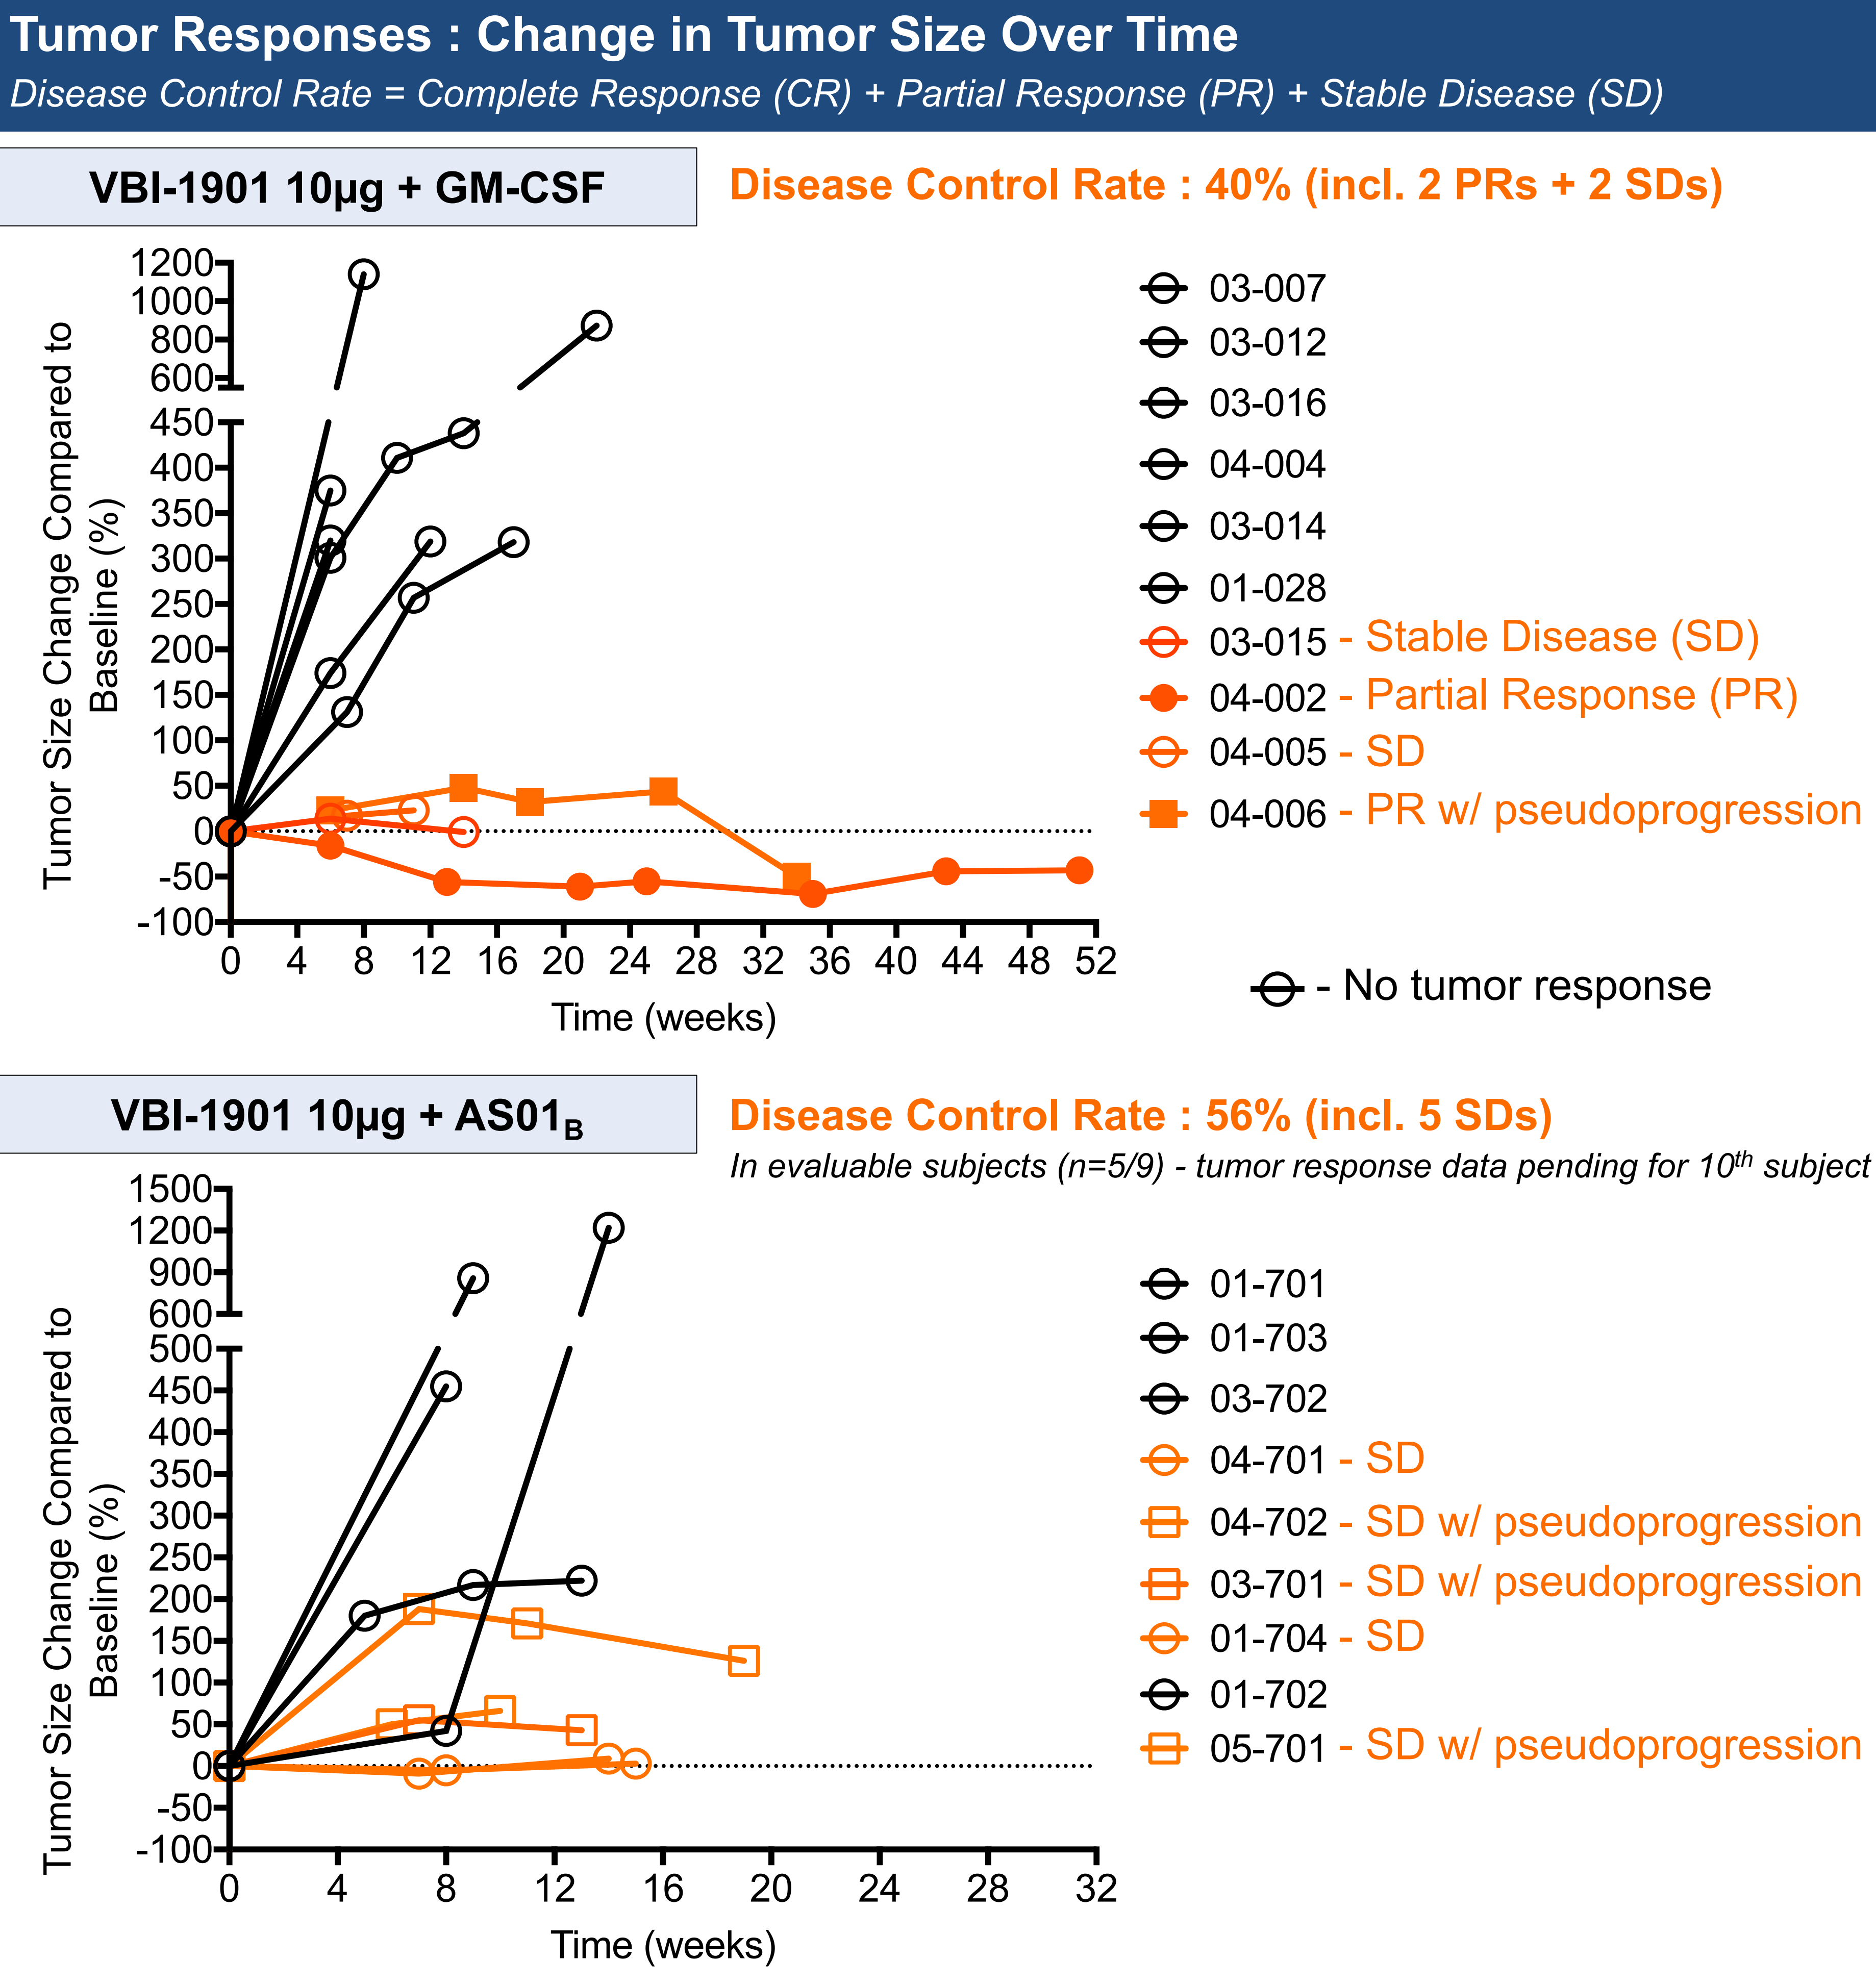 Tumor Responses : Change in Tumor Size Over Time
Disease Control Rate = Complete Response (CR) + Partial Response (PR) + Stable Disease (SD)
VBI-1901 10µg + GM-CSF
Disease Control Rate : 40% (incl. 2 PRs + 2 SDs)
Tumor Size Change Compared to
Baseline (%)
1200
1000
800
600
450
400
350
300
250
200
150
100
50
0
-50
-100
0 4 8 12 16 20 24 28 32 36 40 44 48 52
Time (weeks)
03-007
03-012
03-016
04-004
03-014
01-028
03-015 - Stable Disease (SD)
04-002 - Partial Response (PR)
04-005 - SD
04-006 - PR w/ pseudoprogression
- No tumor response
VBI-1901 10µg + AS01B
Disease Control Rate : 56% (incl. 5 SDs)
In evaluable subjects (n=5/9) - tumor response data pending for 10th subject
Tumor Size Change Compared to
Baseline (%)
1500
1200
900
600
500
450
400
350
300
250
200
150
100
50
0
-50
-100
0 4 8 12 16 20 24 28 32
Time (weeks)
01-701
01-703
03-702
04-701 - SD
04-702 - SD w/ pseudoprogression
03-701 - SD w/ pseudoprogression
01-704 - SD
01-702
05-701 - SD w/ pseudoprogression